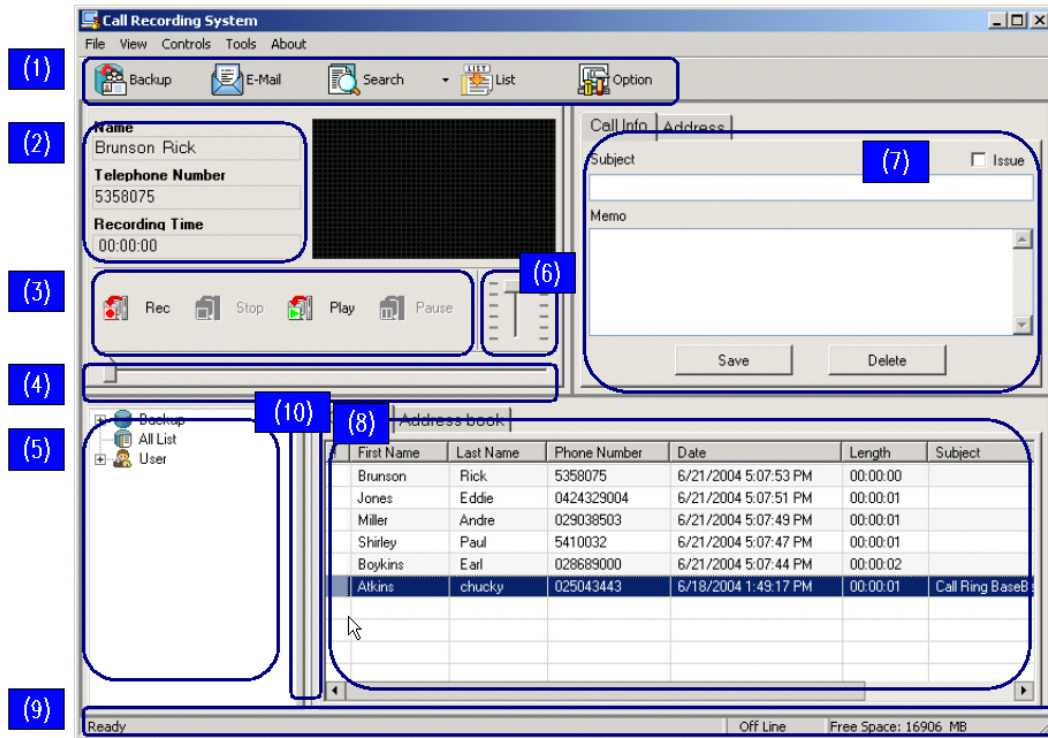 Call Recording System
File View Controls Tools About
(1)
Backup E-Mail Search List Option
(2)
Name
Brunson Rick
Telephone Number
5358075
Recording Time
00:00:00
Call Info Address
(7)
Subject Issue
Memo
Save Delete
(3)
Rec Stop Play Pause
(6)
(4)
(5)
Backup
All List
User
(10)
(8)
Address book
First Name Last Name Phone Number Date Length Subject
Brunson Rick 5358075 6/21/2004 5:07:53 PM 00:00:00
Jones Eddie 0424329004 6/21/2004 5:07:51 PM 00:00:01
Miller Andre 029038503 6/21/2004 5:07:49 PM 00:00:01
Shirley Paul 5410032 6/21/2004 5:07:47 PM 00:00:01
Boykins Earl 028689000 6/21/2004 5:07:44 PM 00:00:02
Atkins chucky 025043443 6/18/2004 1:49:17 PM 00:00:01 Call Ring BaseB
(9)
Ready Off Line Free Space: 16906 MB